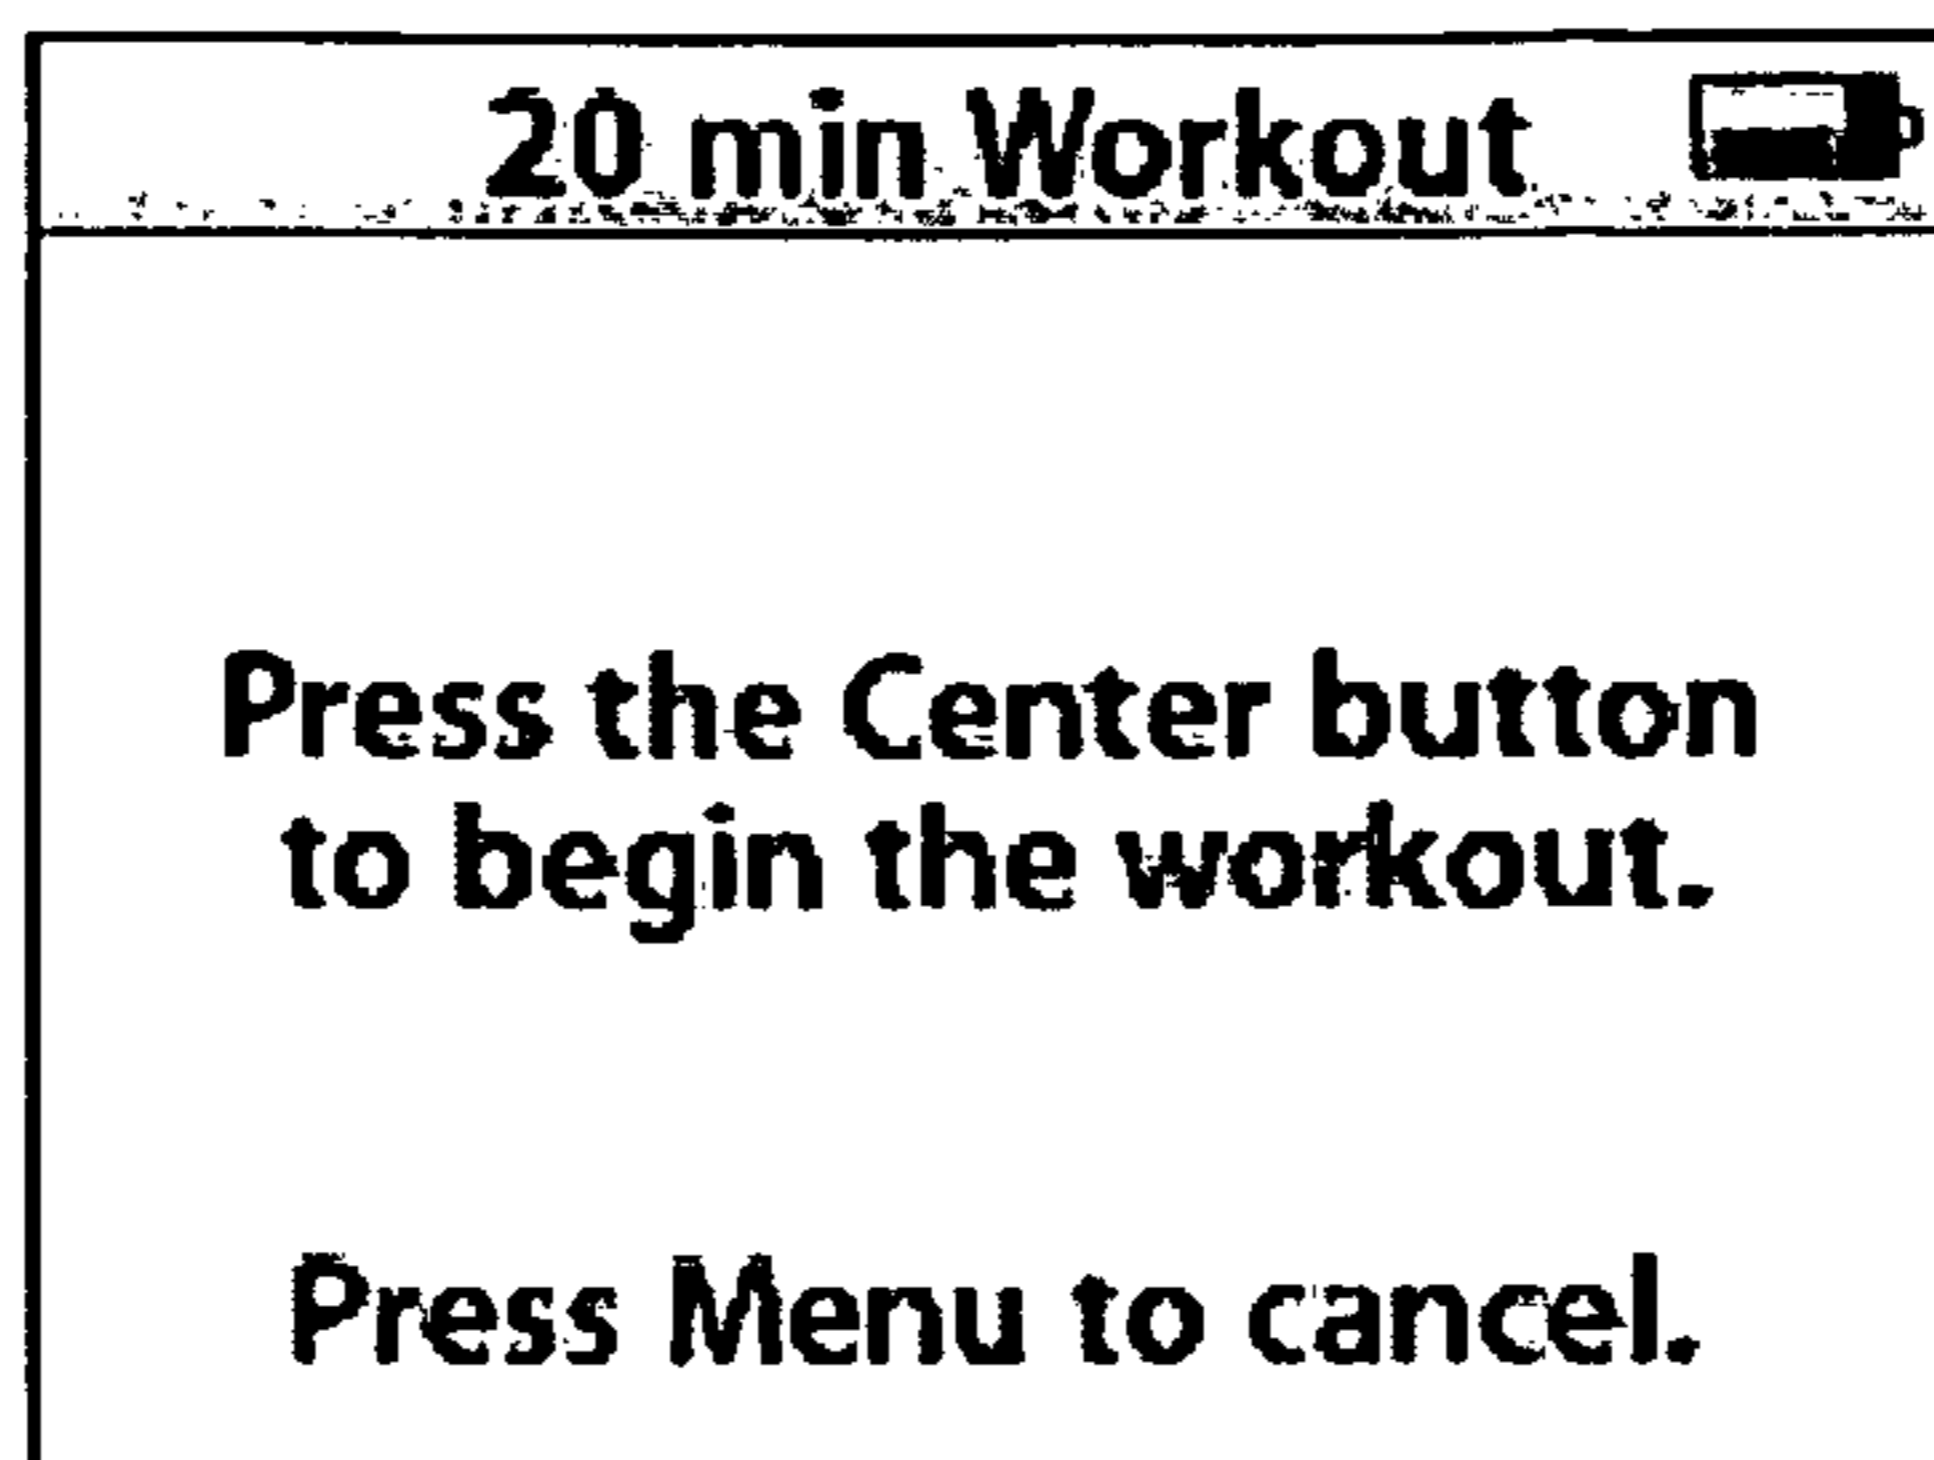 20 min Workout
Press the Center button
to begin the workout.
Press Menu to cancel.